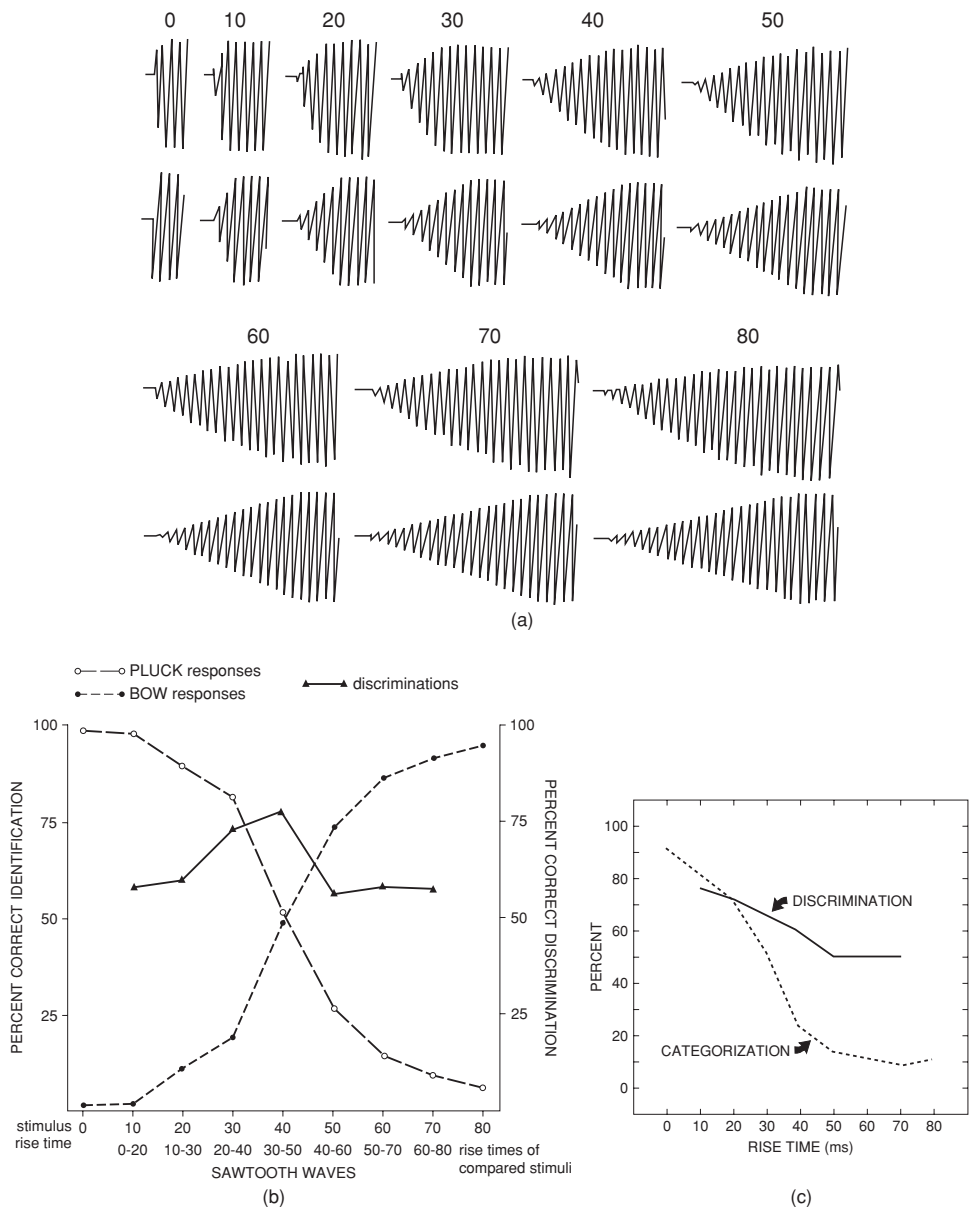 0 10 20 30 40 50
60 70 80
(a)
PLUCK responses
BOW responses
discriminations
100
75
50
25
PERCENT CORRECT IDENTIFICATION
100
75
50
25
PERCENT CORRECT DISCRIMINATION
stimulus
rise time
0 10 20 30 40 50 60 70 80
0-20 10-30 20-40 30-50 40-60 50-70 60-80 rise times of
compared stimuli
SAWTOOTH WAVES
(b)
100
80
70
60
40
20
0
PERCENT
DISCRIMINATION
CATEGORIZATION
0 10 20 30 40 50 60 70 80
RISE TIME (ms)
(c)